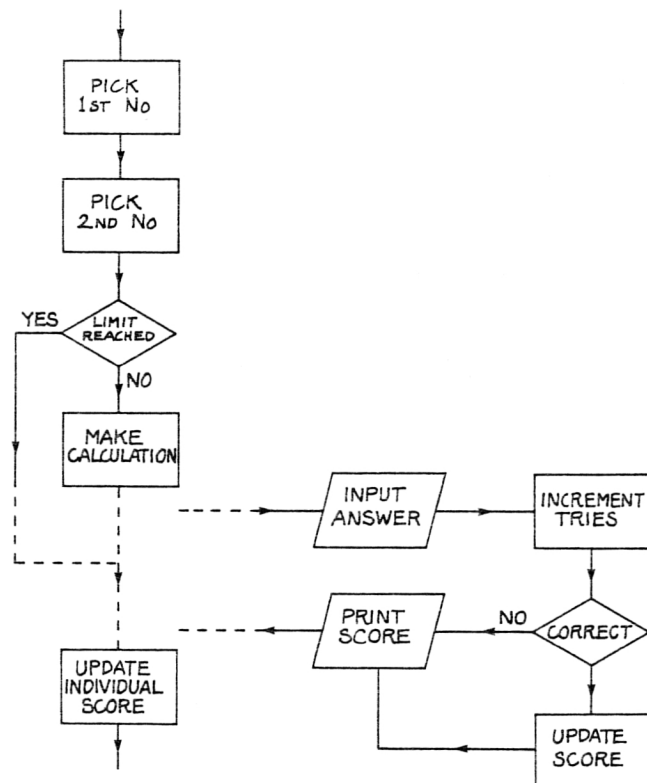 PICK
1ST NO
PICK
2ND NO
YES
LIMIT
REACHED
NO
MAKE
CALCULATION
INPUT
ANSWER
INCREMENT
TRIES
PRINT
SCORE
NO
CORRECT
UPDATE
INDIVIDUAL
SCORE
UPDATE
SCORE